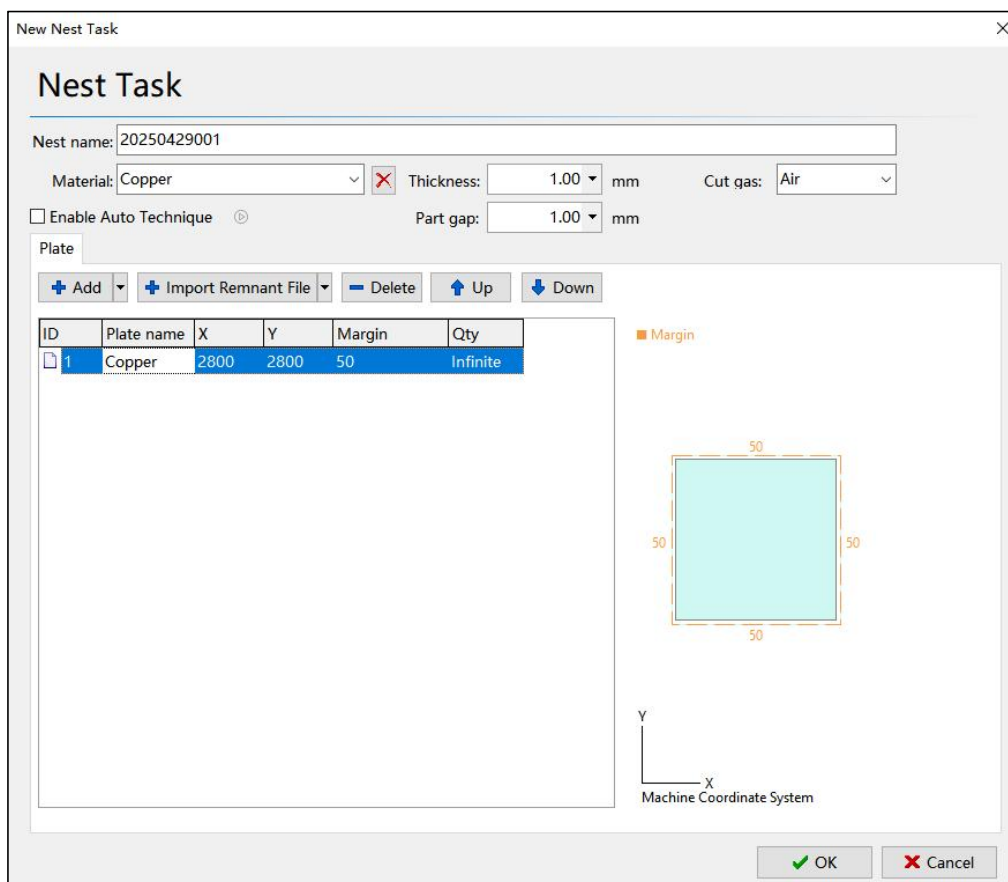 New Nest Task
Nest Task
Nest name: 20250429001
Material: Copper Thickness: 1.00 mm Cut gas: Air
Enable Auto Technique Part gap: 1.00 mm
Plate
Add Import Remnant File Delete Up Down
ID Plate name X Y Margin Qty
1 Copper 2800 2800 50 Infinite
Margin
50
50 50
50
Y
X
Machine Coordinate System
OK Cancel